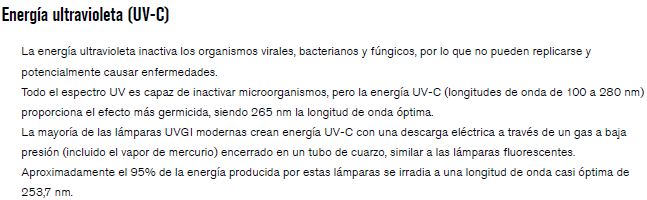 Energía ultravioleta (UV-C)
La energía ultravioleta inactiva los organismos virales, bacterianos y fúngicos, por lo que no pueden replicarse y
potencialmente causar enfermedades.
Todo el espectro UV es capaz de inactivar microorganismos, pero la energía UV-C (longitudes de onda de 100 a 280 nm)
proporciona el efecto más germicida, siendo 265 nm la longitud de onda óptima.
La mayoría de las lámparas UVGI modernas crean energía UV-C con una descarga eléctrica a través de un gas a baja
presión (incluido el vapor de mercurio) encerrado en un tubo de cuarzo, similar a las lámparas fluorescentes.
Aproximadamente el 95% de la energía producida por estas lámparas se irradia a una longitud de onda casi óptima de
253,7 nm.